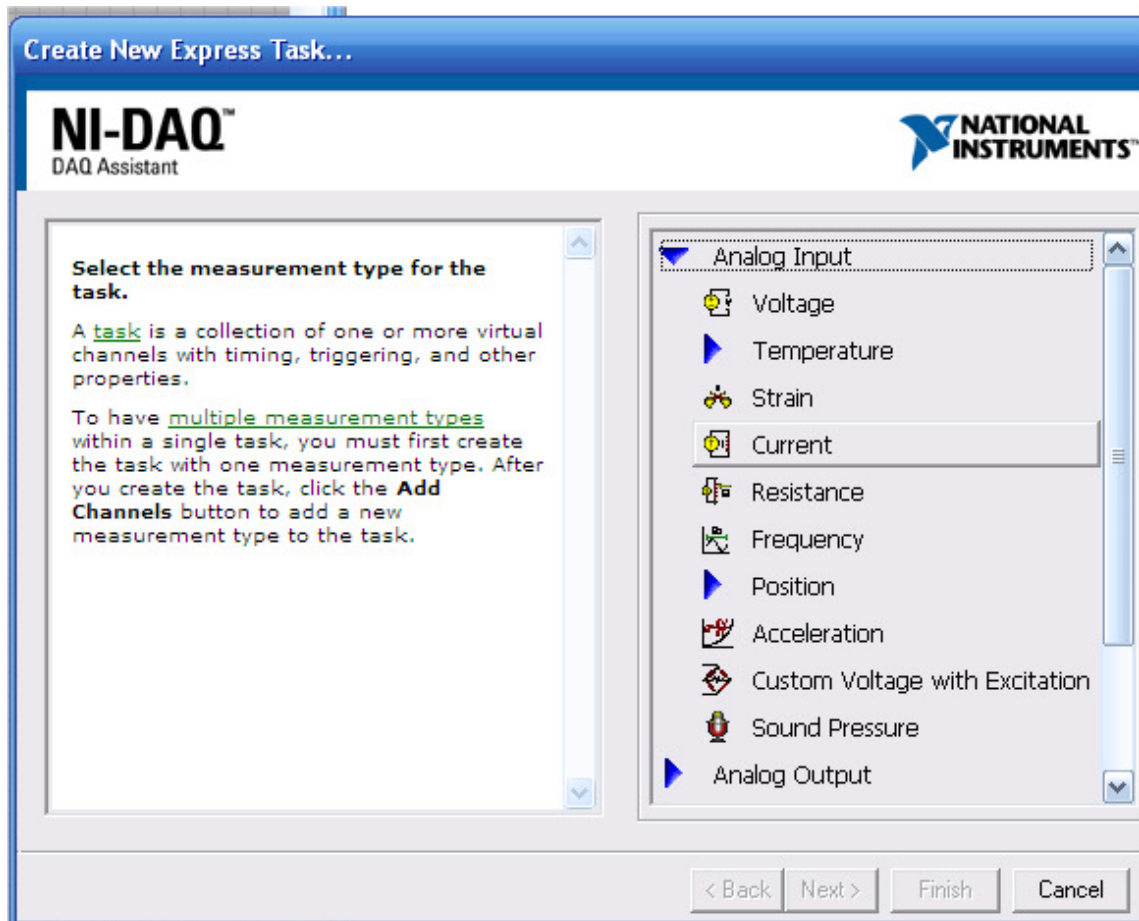 Create New Express Task...
NI-DAQ™
DAQ Assistant
NATIONAL
INSTRUMENTS™
Select the measurement type for the
task.
A task is a collection of one or more virtual
channels with timing, triggering, and other
properties.
To have multiple measurement types
within a single task, you must first create
the task with one measurement type. After
you create the task, click the Add
Channels button to add a new
measurement type to the task.
Analog Input
Voltage
Temperature
Strain
Current
Resistance
Frequency
Position
Acceleration
Custom Voltage with Excitation
Sound Pressure
Analog Output
< Back Next > Finish Cancel